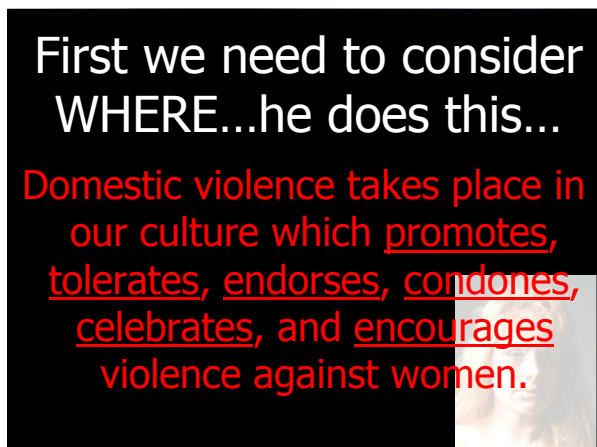 First we need to consider
WHERE…he does this…
Domestic violence takes place in
our culture which promotes,
tolerates, endorses, condones,
celebrates, and encourages
violence against women.